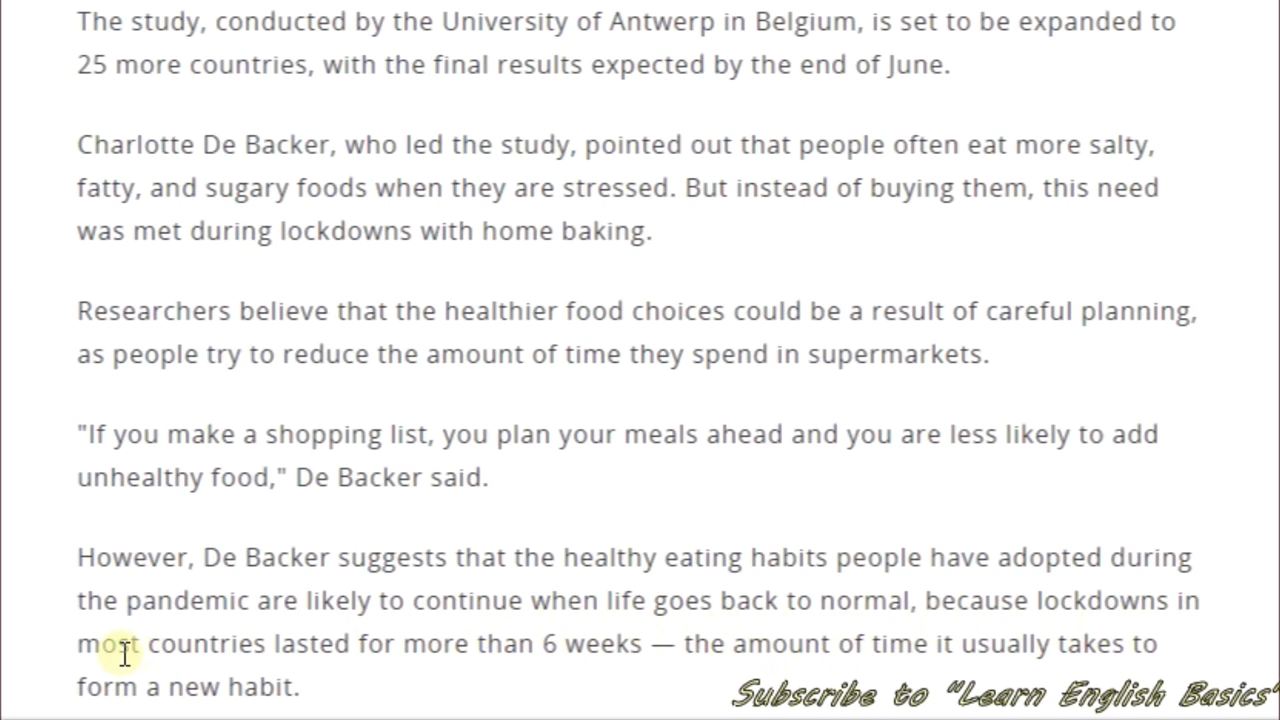 The study, conducted by the University of Antwerp in Belgium, is set to be expanded to
25 more countries, with the final results expected by the end of June.
Charlotte De Backer, who led the study, pointed out that people often eat more salty,
fatty, and sugary foods when they are stressed. But instead of buying them, this need
was met during lockdowns with home baking.
Researchers believe that the healthier food choices could be a result of careful planning,
as people try to reduce the amount of time they spend in supermarkets.
"If you make a shopping list, you plan your meals ahead and you are less likely to add
unhealthy food," De Backer said.
However, De Backer suggests that the healthy eating habits people have adopted during
the pandemic are likely to continue when life goes back to normal, because lockdowns in
most countries lasted for more than 6 weeks — the amount of time it usually takes to
form a new habit.
Subscribe to "Learn English Basics"